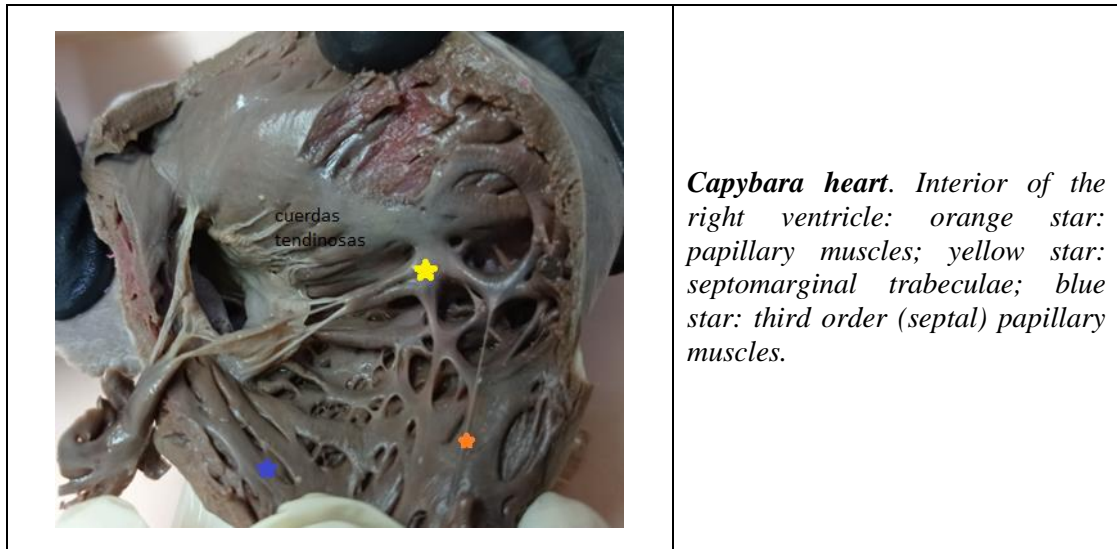 cuerdas
tendinosas
Capybara heart. Interior of the
right ventricle: orange star:
papillary muscles; yellow star:
septomarginal trabeculae; blue
star: third order (septal) papillary
muscles.